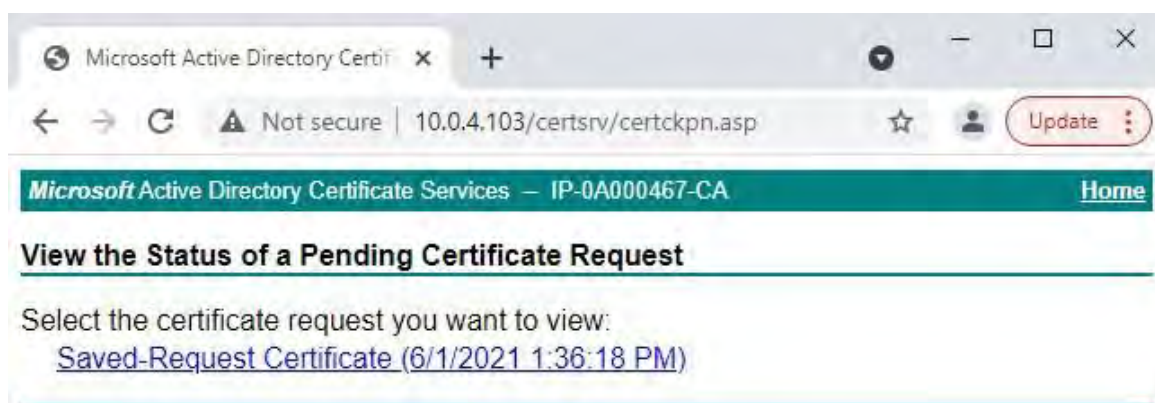 Microsoft Active Directory Certif
Not secure | 10.0.4.103/certsrv/certckpn.asp
Update
Microsoft Active Directory Certificate Services – IP-0A000467-CA Home
View the Status of a Pending Certificate Request
Select the certificate request you want to view:
Saved-Request Certificate (6/1/2021 1:36:18 PM)